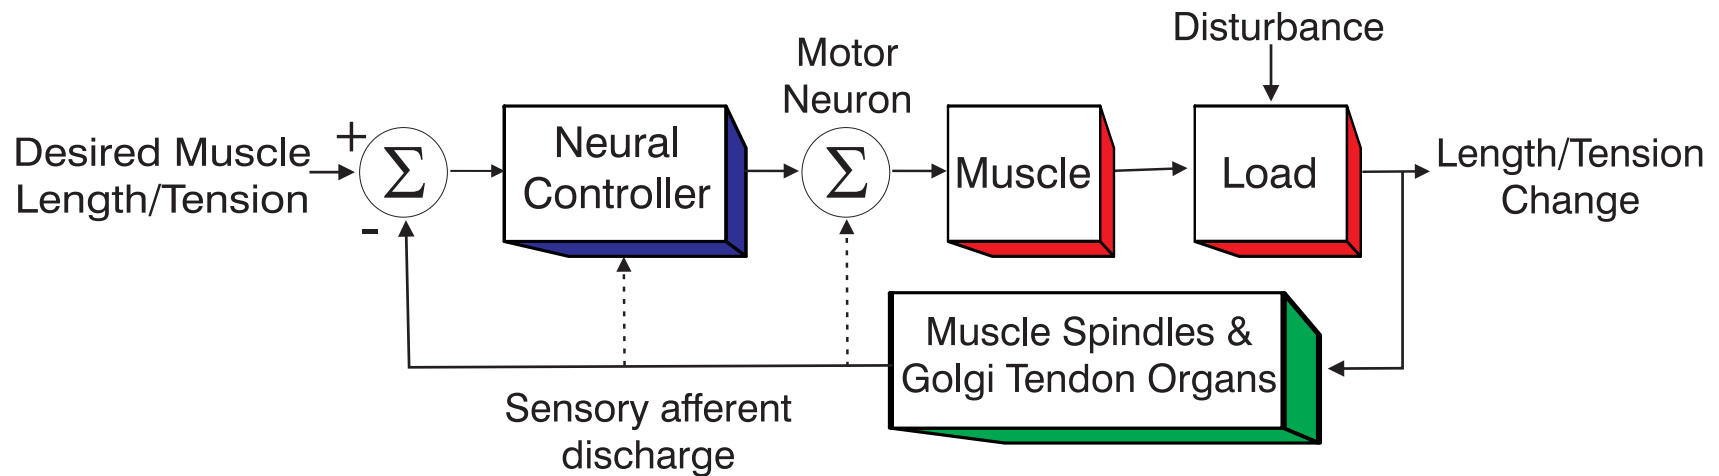 Disturbance
Motor
Neuron
+
Desired Muscle
Length/Tension
-
Σ
Neural
Controller
Σ
Muscle
Load
Length/Tension
Change
Muscle Spindles &
Golgi Tendon Organs
Sensory afferent
discharge